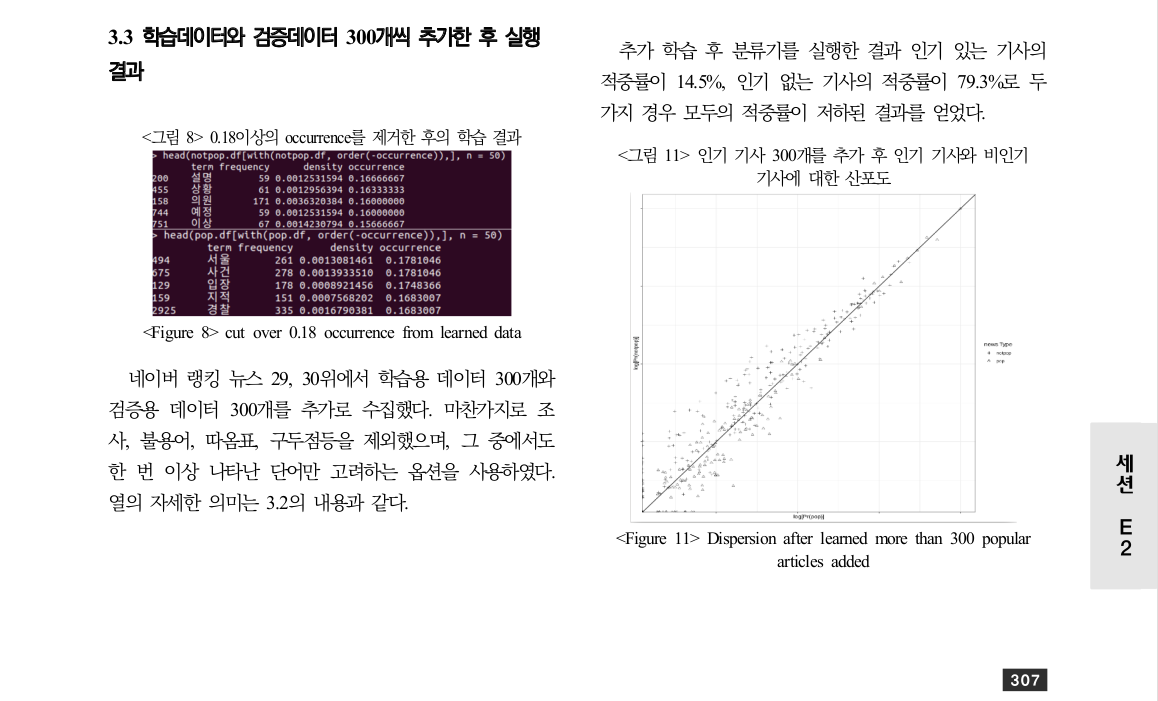 3.3 학습데이터와 검증데이터 300개씩 추가한 후 실행
결과
<그림 8> 0.18이상의 occurrence를 제거한 후의 학습 결과
> head(notpop.df[with(notpop.df, order(-occurrence)),], n = 50)
term frequency density occurrence
200 설명 59 0.0012531594 0.16666667
455 상황 61 0.0012956394 0.16333333
158 의원 171 0.0036320384 0.16000000
744 예정 59 0.0012531594 0.16000000
751 이상 67 0.0014230794 0.15666667
> head(pop.df[with(pop.df, order(-occurrence)),], n = 50)
term frequency density occurrence
494 서울 261 0.0013081461 0.1781046
675 사건 278 0.0013933510 0.1781046
129 입장 178 0.0008921456 0.1748366
159 지적 151 0.0007568202 0.1683007
2925 경찰 335 0.0016790381 0.1683007
<Figure 8> cut over 0.18 occurrence from learned data
네이버 랭킹 뉴스 29, 30위에서 학습용 데이터 300개와
검증용 데이터 300개를 추가로 수집했다. 마찬가지로 조
사, 불용어, 따옴표, 구두점등을 제외했으며, 그 중에서도
한 번 이상 나타난 단어만 고려하는 옵션을 사용하였다.
열의 자세한 의미는 3.2의 내용과 같다.
추가 학습 후 분류기를 실행한 결과 인기 있는 기사의
적중률이 14.5%, 인기 없는 기사의 적중률이 79.3%로 두
가지 경우 모두의 적중률이 저하된 결과를 얻었다.
<그림 11> 인기 기사 300개를 추가 후 인기 기사와 비인기
기사에 대한 산포도
log[Pr(notpop)]
news Type
notpop
pop
log[Pr(pop)]
<Figure 11> Dispersion after learned more than 300 popular
articles added
세션 E2
307